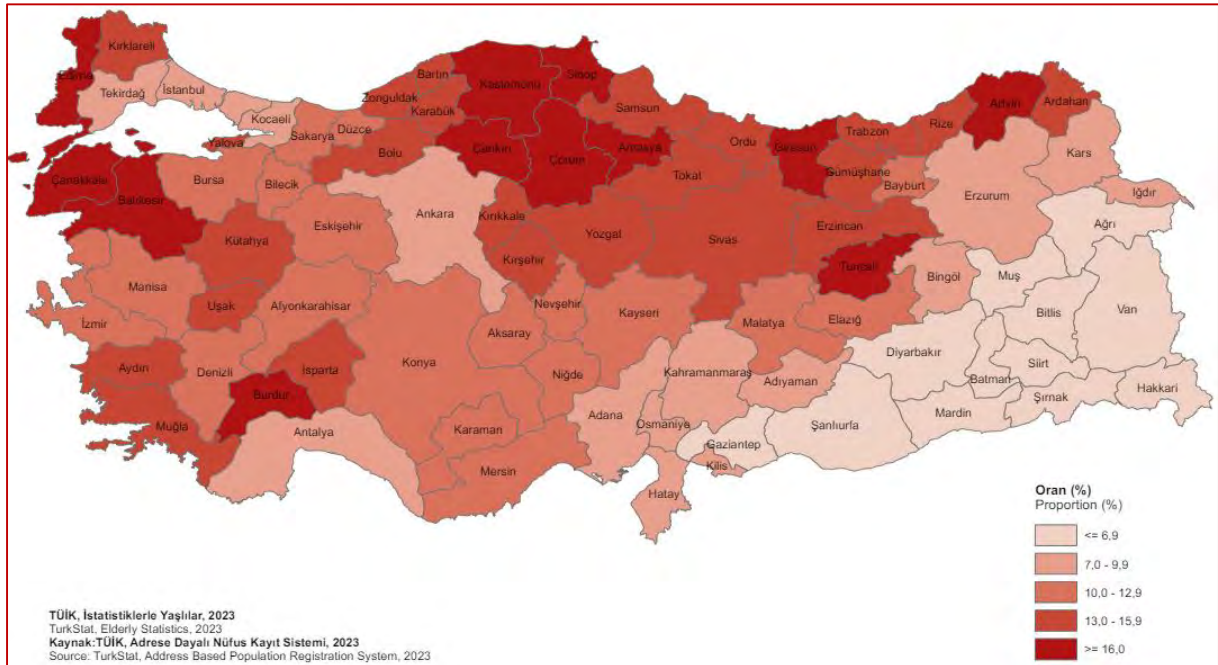 Kırklareli
Edirne
Tekirdağ
İstanbul
Kocaeli
Yalova
Sakarya
Düzce
Zonguldak
Bartın
Karabük
Kastamonu
Sinop
Bolu
Çankırı
Çorum
Amasya
Samsun
Ordu
Tokat
Giresun
Trabzon
Gümüşhane
Rize
Bayburt
Artvin
Ardahan
Kars
Erzurum
Iğdır
Ağrı
Çanakkale
Balıkesir
Bursa
Bilecik
Eskişehir
Ankara
Kırıkkale
Kırşehir
Yozgat
Sivas
Erzincan
Tunceli
Bingöl
Muş
Bitlis
Van
Kütahya
Manisa
Uşak
Afyonkarahisar
İzmir
Aydın
Denizli
Burdur
Isparta
Muğla
Antalya
Konya
Aksaray
Nevşehir
Niğde
Kayseri
Karaman
Mersin
Adana
Osmaniye
Kahramanmaraş
Malatya
Elazığ
Adıyaman
Gaziantep
Kilis
Hatay
Şanlıurfa
Diyarbakır
Batman
Mardin
Siirt
Şırnak
Hakkari
Oran (%)
Proportion (%)
<= 6,9
7,0 - 9,9
10,0 - 12,9
13,0 - 15,9
>= 16,0
TÜİK, İstatistiklerle Yaşlılar, 2023
TurkStat, Elderly Statistics, 2023
Kaynak:TÜİK, Adrese Dayalı Nüfus Kayıt Sistemi, 2023
Source: TurkStat, Address Based Population Registration System, 2023